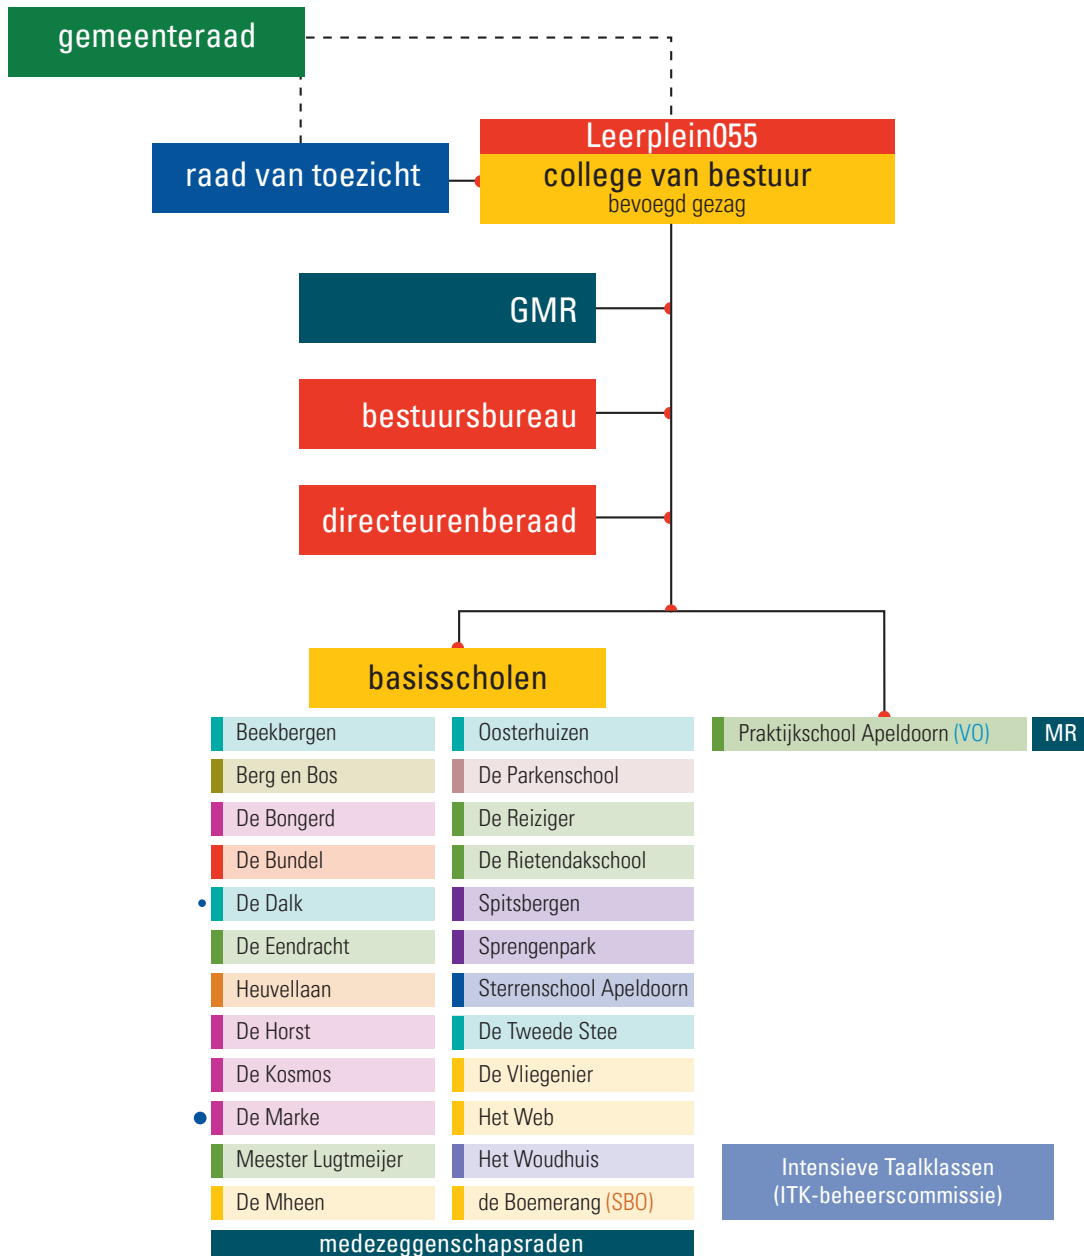 gemeenteraad
Leerplein055
raad van toezicht
college van bestuur
bevoegd gezag
GMR
bestuursbureau
directeurenberaad
basisscholen
Beekbergen
Berg en Bos
De Bongerd
De Bundel
De Dalk
De Eendracht
Heuvellaan
De Horst
De Kosmos
De Marke
Meester Lugtmeijer
De Mheen
Oosterhuizen
De Parkenschool
De Reiziger
De Rietendakschool
Spitsbergen
Sprengenpark
Sterrenschool Apeldoorn
De Tweede Stee
De Vliegenier
Het Web
Het Woudhuis
de Boemerang (SBO)
medezeggenschapsraden
Praktijkschool Apeldoorn (VO)
MR
Intensieve Taalklassen
(ITK-beheerscommissie)